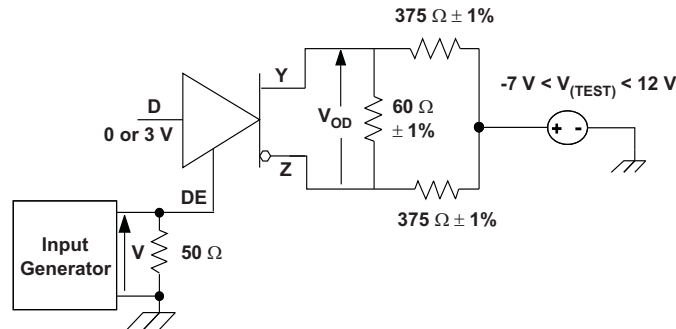 375 Ω ± 1%
Y
-7 V < V(TEST) < 12 V
D
0 or 3 V
VOD
60 Ω
± 1%
+ -
Z
DE
375 Ω ± 1%
Input
Generator
V
50 Ω